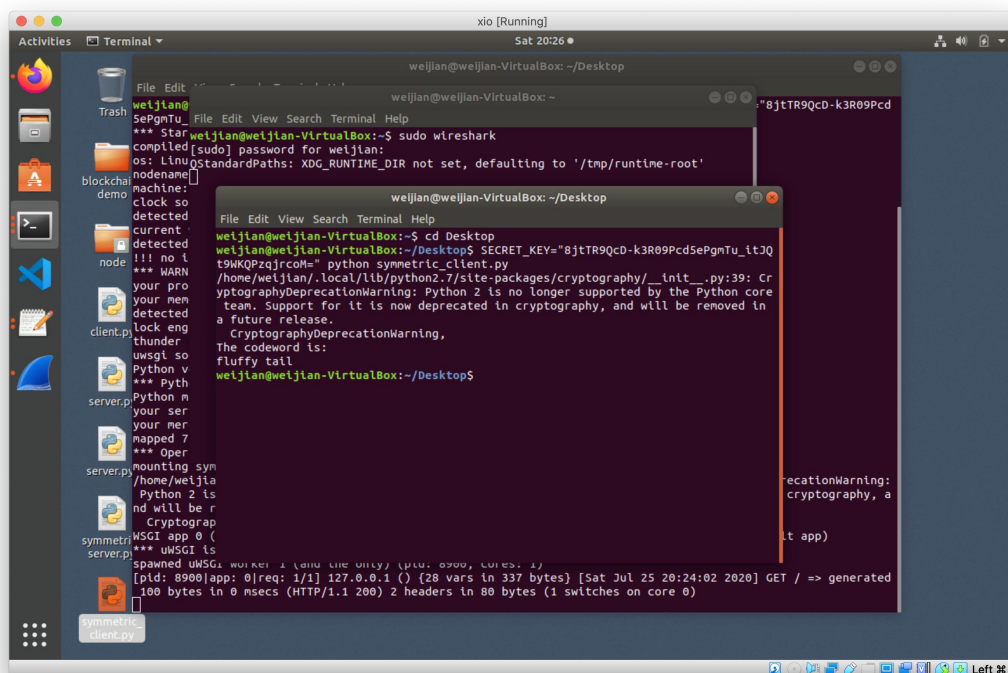 xio [Running]
Activities
Terminal
Sat 20:26
weijian@weijian-VirtualBox: ~/Desktop
File Edit
weijian@
="8jtTR9QcD-k3R09Pcd
5ePgmTu_
*** Star
compiled
os: Linu
nodename
machine:
clock so
detected
current
detected
!!! no i
*** WARN
your pro
your mem
detected
lock eng
thunder
uwsgi so
Python v
*** Pyth
Python m
your ser
your mer
mapped 7
*** Oper
mounting sym
/home/weijia
recationWarning:
Python 2 is
cryptography, a
nd will be r
Cryptograp
WSGI app 0 (
lt app)
*** uWSGI is
spawned uWSGI worker 1 (and the only) (pid: 8900, cores: 1)
[pid: 8900|app: 0|req: 1/1] 127.0.0.1 () {28 vars in 337 bytes} [Sat Jul 25 20:24:02 2020] GET / => generated
100 bytes in 0 msecs (HTTP/1.1 200) 2 headers in 80 bytes (1 switches on core 0)
weijian@weijian-VirtualBox: ~
File Edit View Search Terminal Help
weijian@weijian-VirtualBox:~$ sudo wireshark
[sudo] password for weijian:
QStandardPaths: XDG_RUNTIME_DIR not set, defaulting to '/tmp/runtime-root'
weijian@weijian-VirtualBox: ~/Desktop
File Edit View Search Terminal Help
weijian@weijian-VirtualBox:~$ cd Desktop
weijian@weijian-VirtualBox:~/Desktop$ SECRET_KEY="8jtTR9QcD-k3R09Pcd5ePgmTu_itJQ
t9WKQPzqjrcoM=" python symmetric_client.py
/home/weijian/.local/lib/python2.7/site-packages/cryptography/__init__.py:39: Cr
yptographyDeprecationWarning: Python 2 is no longer supported by the Python core
team. Support for it is now deprecated in cryptography, and will be removed in
a future release.
CryptographyDeprecationWarning,
The codeword is:
fluffy tail
weijian@weijian-VirtualBox:~/Desktop$
Trash
blockchai
demo
node
client.py
server.py
server.py
symmetri
server.py
symmetric_
client.py
Left ⌘